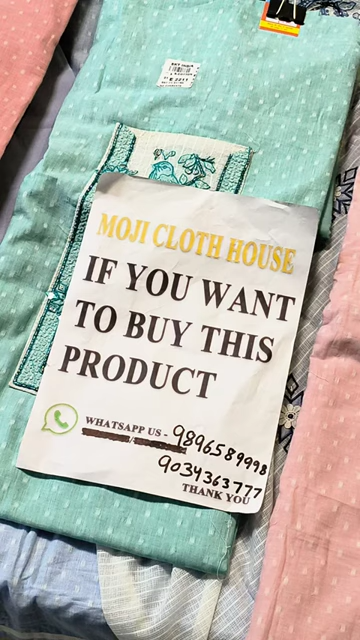 MOJI CLOTH HOUSE
IF YOU WANT
TO BUY THIS
PRODUCT
WHATSAPP US - 9896589998
9034363777
THANK YOU